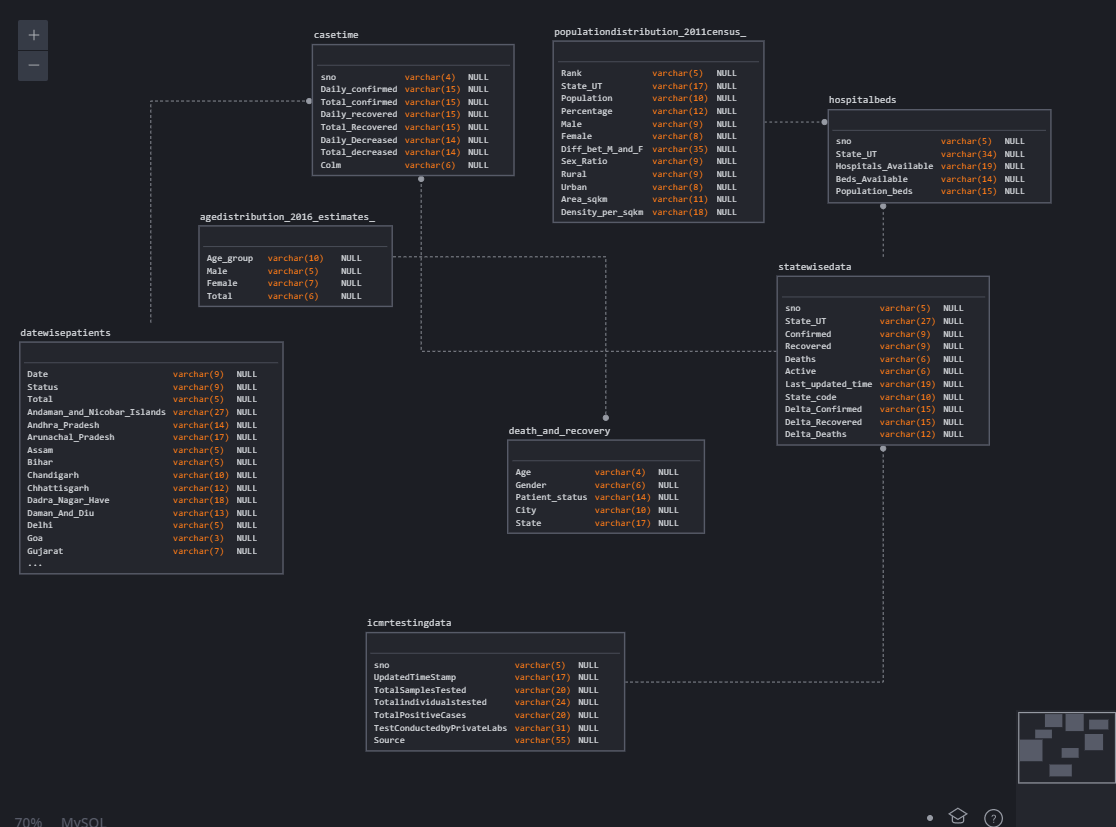 +
−
casetime
sno varchar(4) NULL
Daily_confirmed varchar(15) NULL
Total_confirmed varchar(15) NULL
Daily_recovered varchar(15) NULL
Total_Recovered varchar(15) NULL
Daily_Decreased varchar(14) NULL
Total_decreased varchar(14) NULL
Colm varchar(6) NULL
populationdistribution_2011census_
Rank varchar(5) NULL
State_UT varchar(17) NULL
Population varchar(10) NULL
Percentage varchar(12) NULL
Male varchar(9) NULL
Female varchar(8) NULL
Diff_bet_M_and_F varchar(35) NULL
Sex_Ratio varchar(9) NULL
Rural varchar(9) NULL
Urban varchar(8) NULL
Area_sqkm varchar(11) NULL
Density_per_sqkm varchar(18) NULL
hospitalbeds
sno varchar(5) NULL
State_UT varchar(34) NULL
Hospitals_Available varchar(19) NULL
Beds_Available varchar(14) NULL
Population_beds varchar(15) NULL
agedistribution_2016_estimates_
Age_group varchar(10) NULL
Male varchar(5) NULL
Female varchar(7) NULL
Total varchar(6) NULL
statewisedata
sno varchar(5) NULL
State_UT varchar(27) NULL
Confirmed varchar(9) NULL
Recovered varchar(9) NULL
Deaths varchar(6) NULL
Active varchar(6) NULL
Last_updated_time varchar(19) NULL
State_code varchar(10) NULL
Delta_Confirmed varchar(15) NULL
Delta_Recovered varchar(15) NULL
Delta_Deaths varchar(12) NULL
datewisepatients
Date varchar(9) NULL
Status varchar(9) NULL
Total varchar(5) NULL
Andaman_and_Nicobar_Islands varchar(27) NULL
Andhra_Pradesh varchar(14) NULL
Arunachal_Pradesh varchar(17) NULL
Assam varchar(5) NULL
Bihar varchar(5) NULL
Chandigarh varchar(10) NULL
Chhattisgarh varchar(12) NULL
Dadra_Nagar_Have varchar(18) NULL
Daman_And_Diu varchar(13) NULL
Delhi varchar(5) NULL
Goa varchar(3) NULL
Gujarat varchar(7) NULL
...
death_and_recovery
Age varchar(4) NULL
Gender varchar(6) NULL
Patient_status varchar(14) NULL
City varchar(10) NULL
State varchar(17) NULL
icmrtestingdata
sno varchar(5) NULL
UpdatedTimeStamp varchar(17) NULL
TotalSamplesTested varchar(20) NULL
Totalindividualstested varchar(24) NULL
TotalPositiveCases varchar(20) NULL
TestConductedbyPrivateLabs varchar(31) NULL
Source varchar(55) NULL
70% MySQL
?